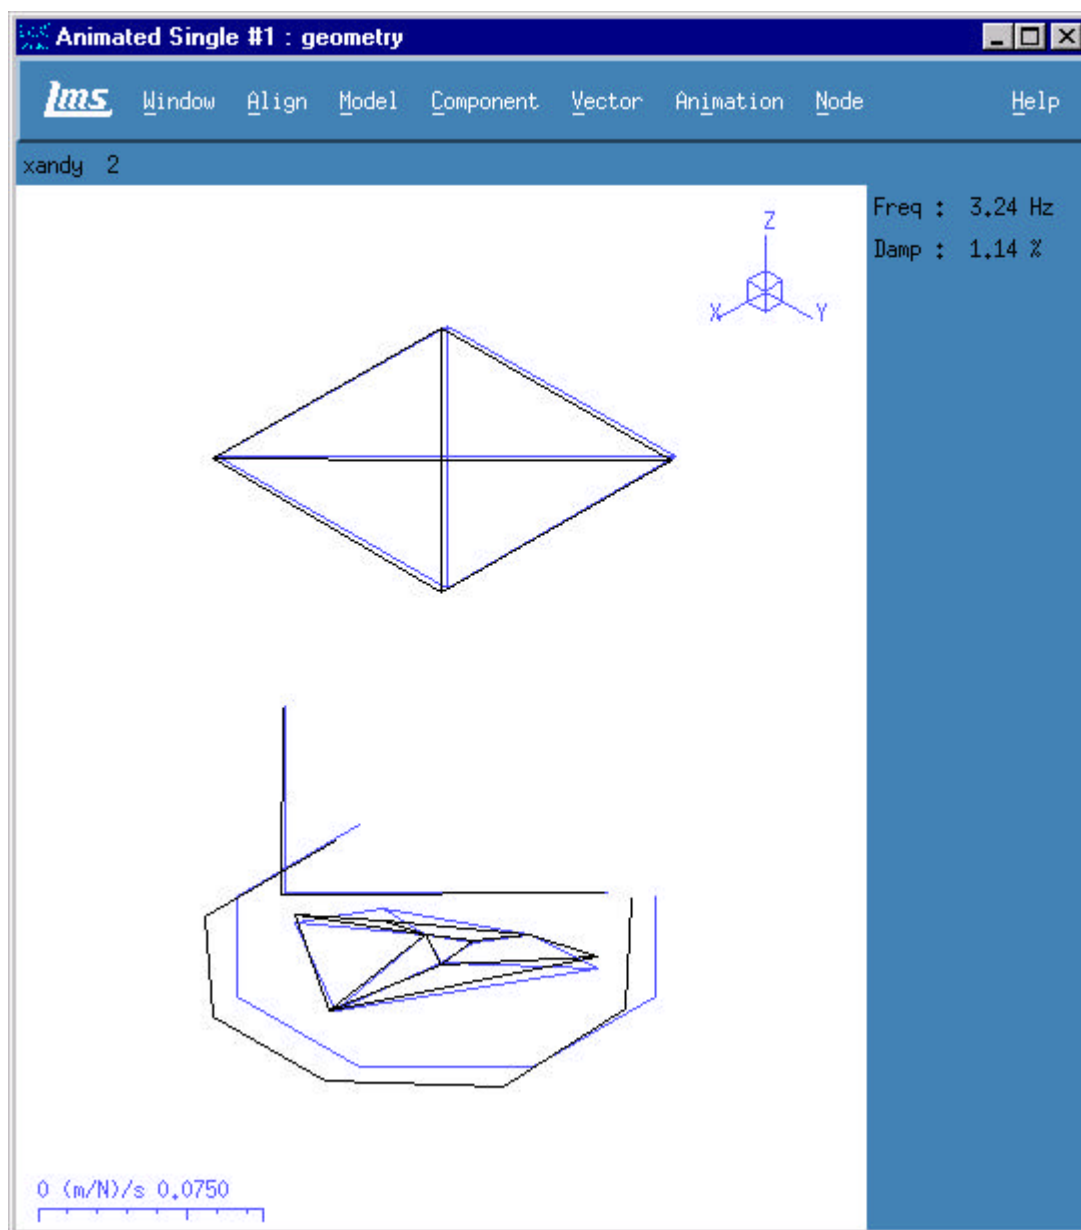 Animated Single #1 : geometry
lms Window Align Model Component Vector Animation Node Help
xandy 2
Freq : 3.24 Hz
Damp : 1.14 %
Z
X
Y
0 (m/N)/s 0.0750